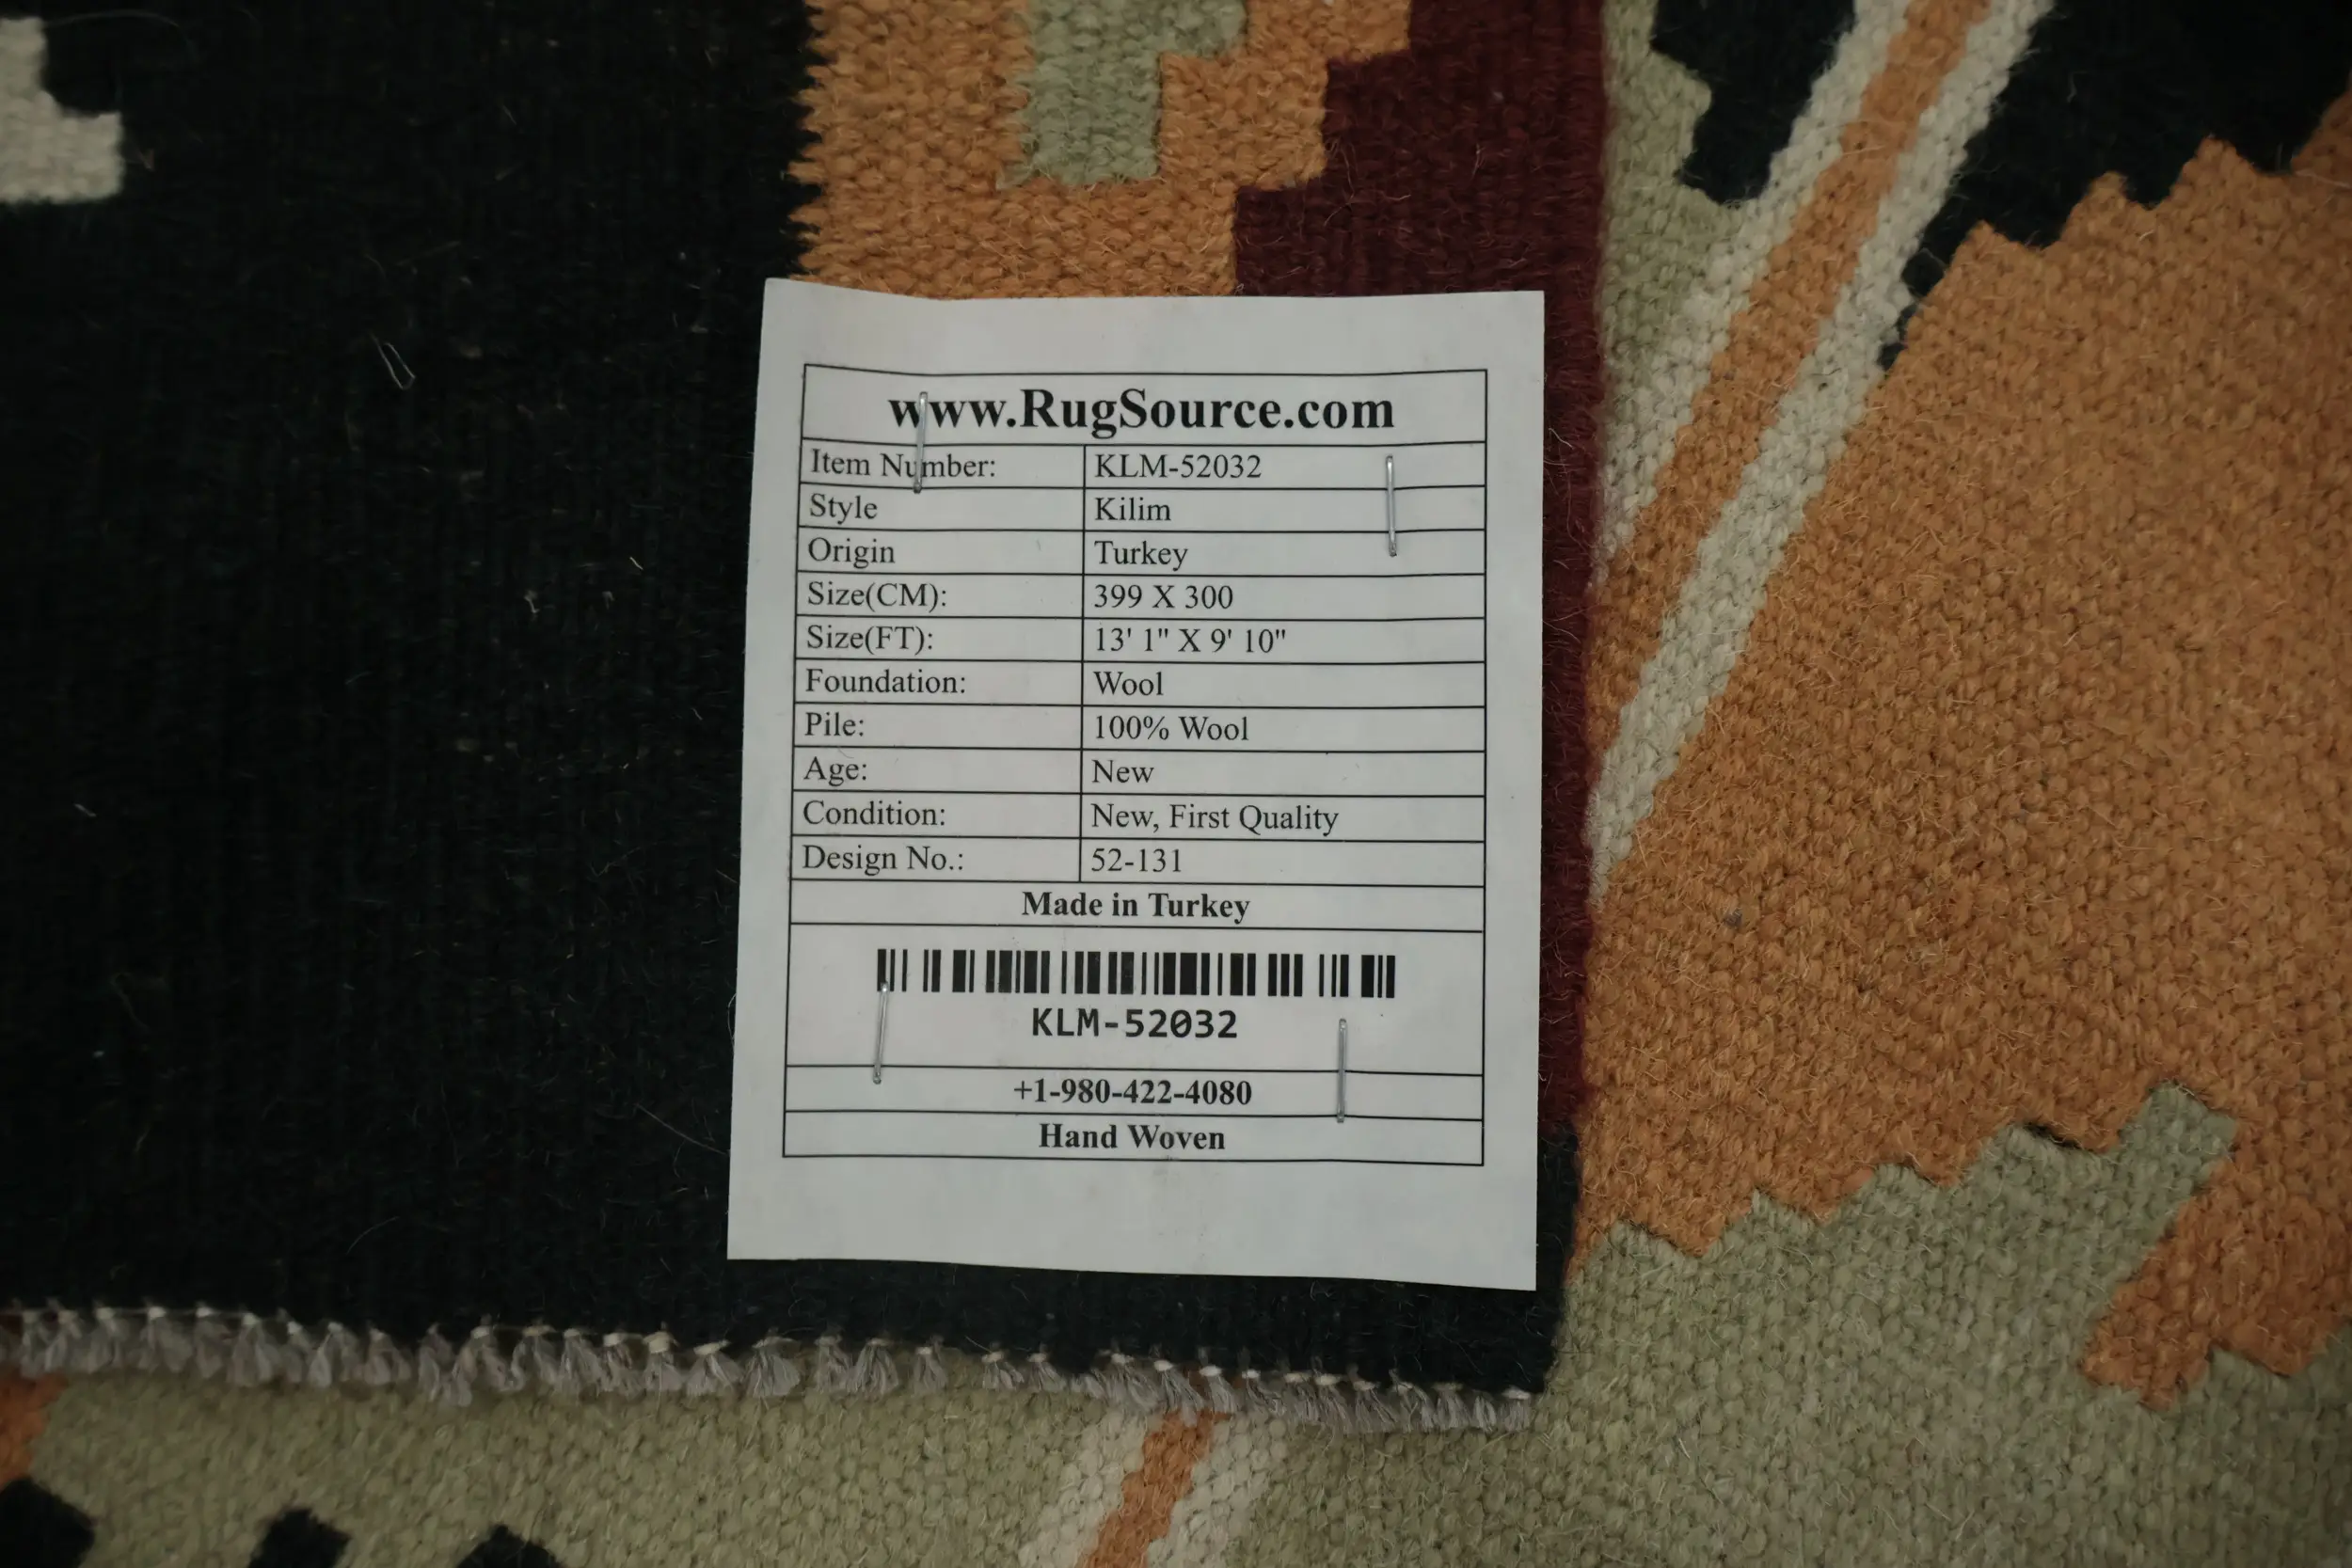 www.RugSource.com
Item Number: KLM-52032
Style Kilim
Origin Turkey
Size(CM): 399 X 300
Size(FT): 13' 1" X 9' 10"
Foundation: Wool
Pile: 100% Wool
Age: New
Condition: New, First Quality
Design No.: 52-131
Made in Turkey
KLM-52032
+1-980-422-4080
Hand Woven